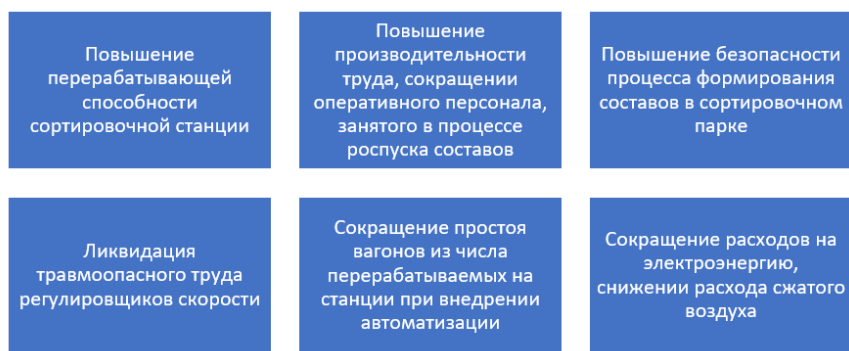 Повышение
перерабатывающей
способности
сортировочной станции
Повышение
производительности
труда, сокращении
оперативного персонала,
занятого в процессе
роспуска составов
Повышение безопасности
процесса формирования
составов в сортировочном
парке
Ликвидация
травмоопасного труда
регулировщиков скорости
Сокращение простоя
вагонов из числа
перерабатываемых на
станции при внедрении
автоматизации
Сокращение расходов на
электроэнергию,
снижении расхода сжатого
воздуха